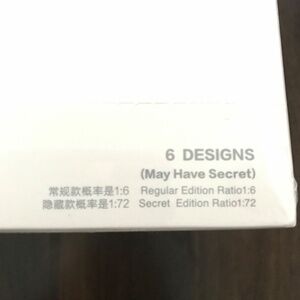 6 DESIGNS
(May Have Secret)
常规款概率是1:6 Regular Edition Ratio1:6
隐藏款概率是1:72 Secret Edition Ratio1:72